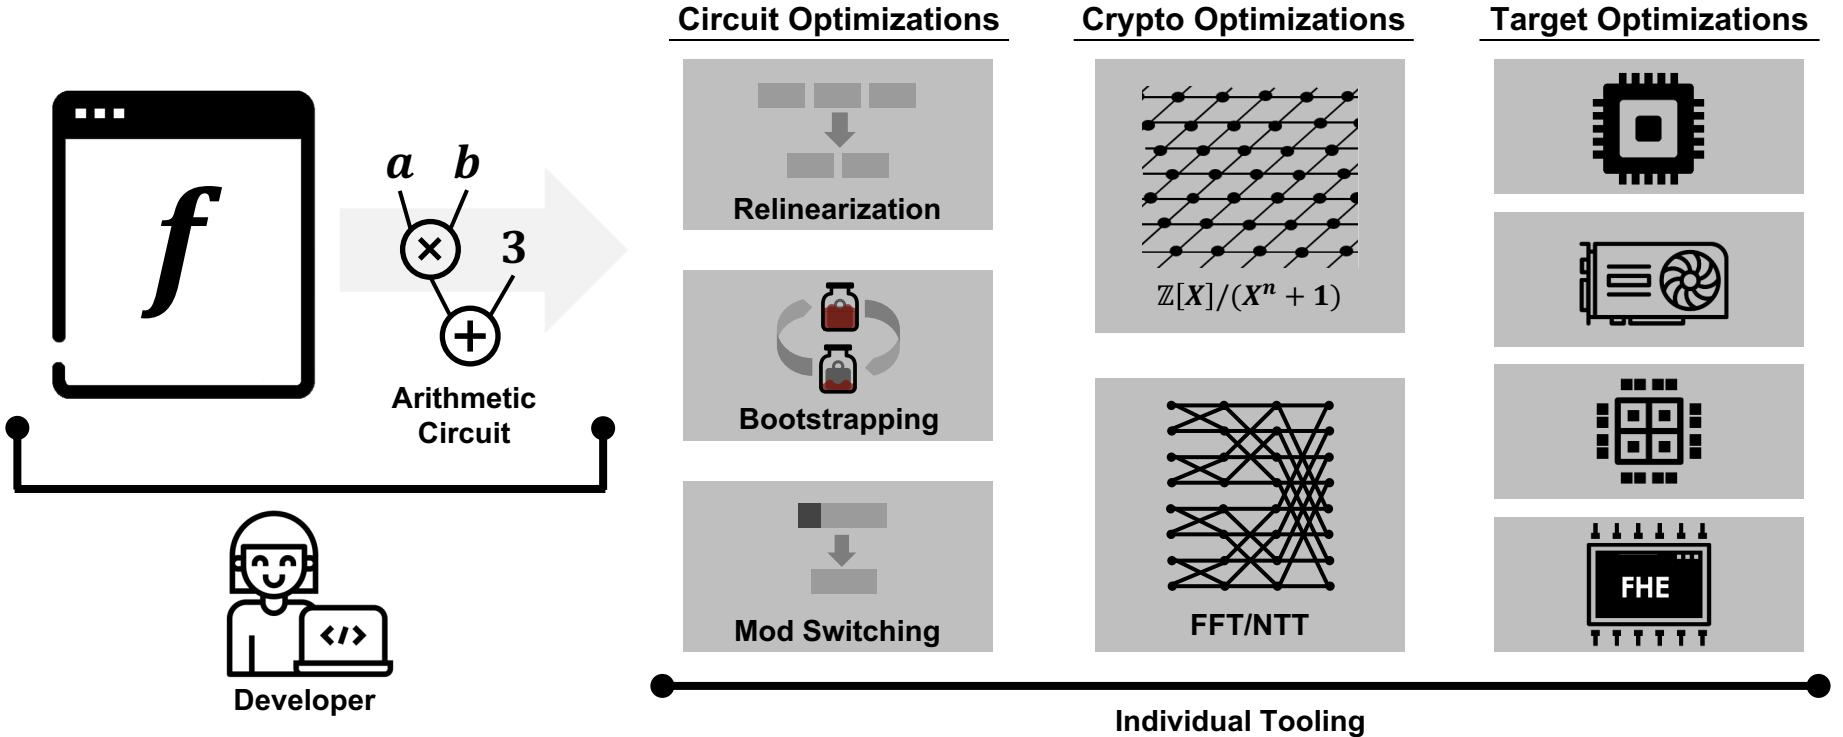 Circuit Optimizations
Crypto Optimizations
Target Optimizations
f
a
b
×
3
+
Arithmetic
Circuit
Developer
Relinearization
Bootstrapping
Mod Switching
ℤ[X]/(Xⁿ + 1)
FFT/NTT
</>
FHE
Individual Tooling